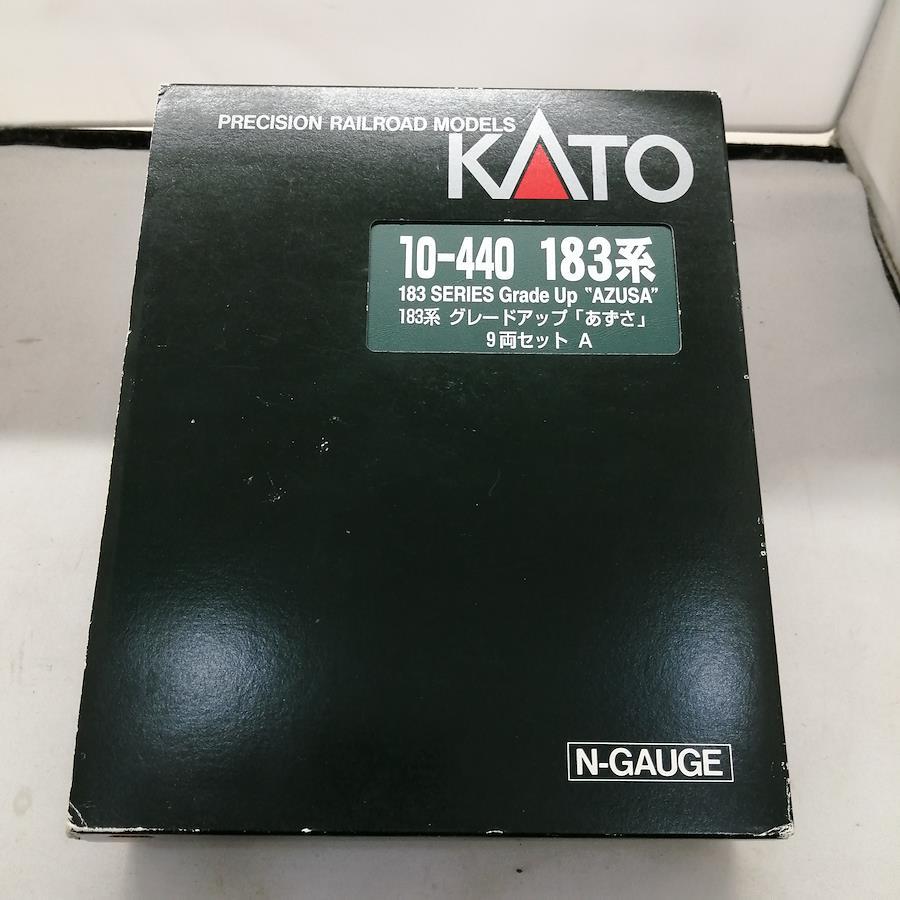 PRECISION RAILROAD MODELS
KATO
10-440 183系
183 SERIES Grade Up "AZUSA"
183系 グレードアップ「あずさ」
9両セット A
N-GAUGE